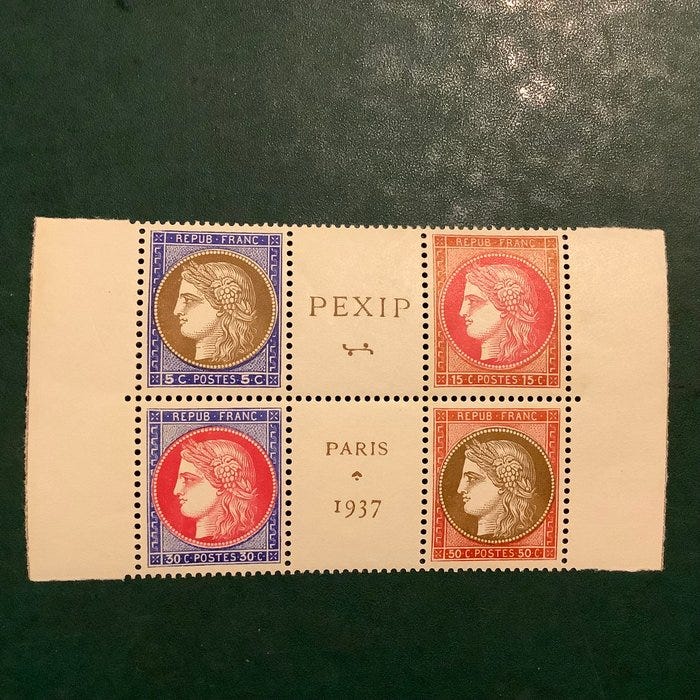 REPUB·FRANC
5 C·POSTES 5 C·
PEXIP
REPUB·FRANC
15 C·POSTES 15 C·
REPUB·FRANC
30 C·POSTES 30 C·
PARIS
1937
REPUB·FRANC
50 C·POSTES 50 C·